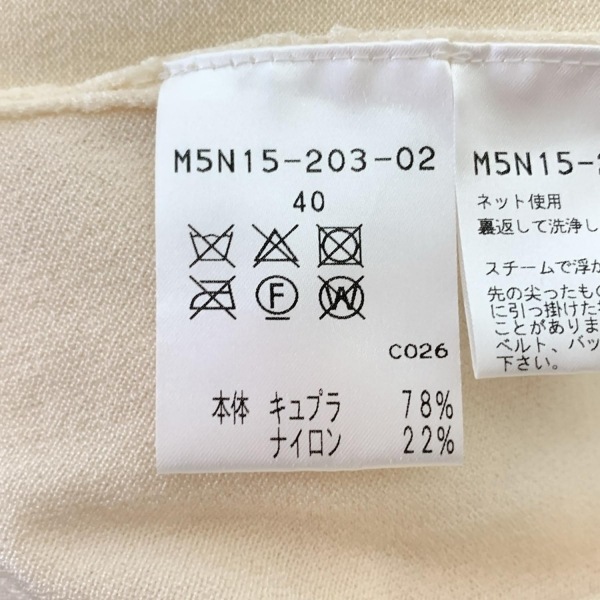 M5N15-203-02
40
F W
C026
本体 キュプラ 78%
ナイロン 22%
M5N15-
ネット使用
裏返して洗浄し
スチームで浮か
先の尖ったもの
に引っ掛けた
ことがありま
ベルト、バッ
下さい。